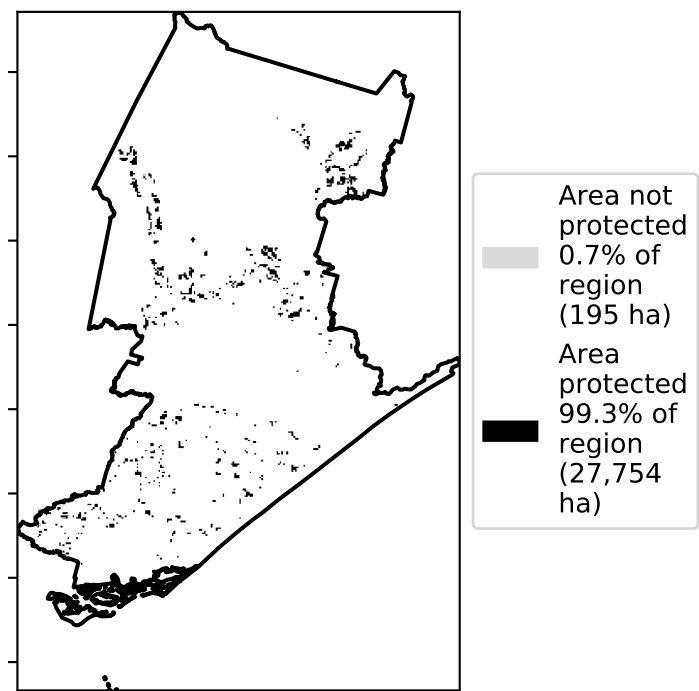 Area not
protected
0.7% of
region
(195 ha)
Area
protected
99.3% of
region
(27,754
ha)